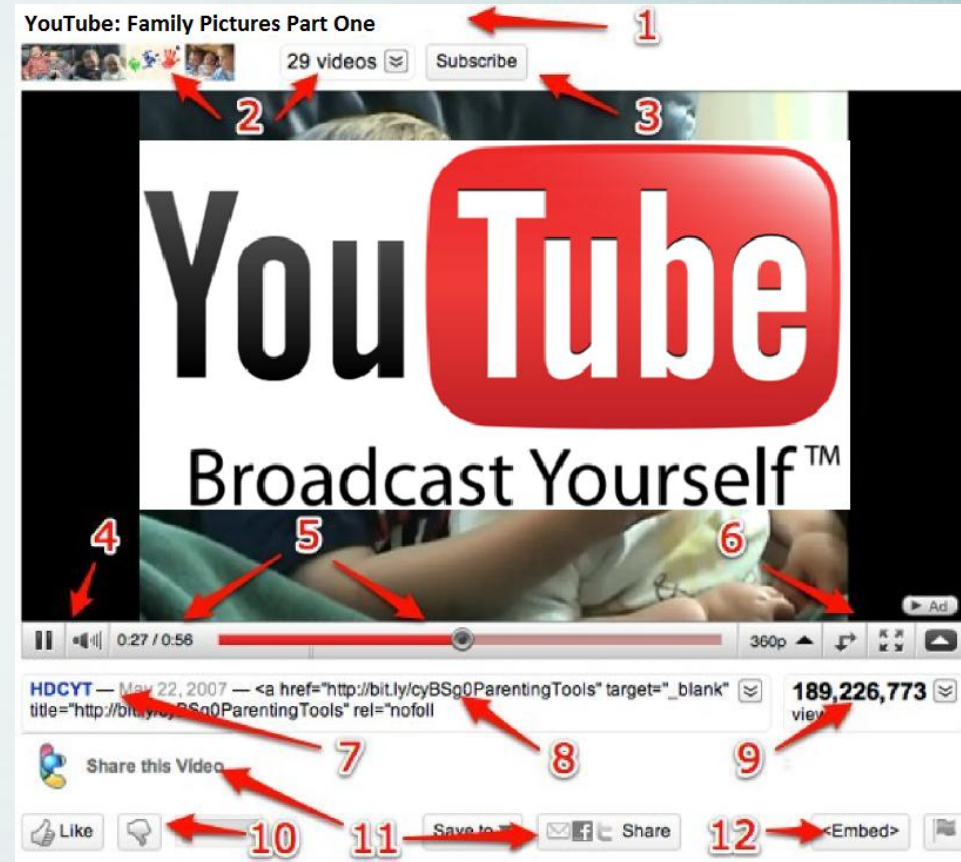 YouTube: Family Pictures Part One
1
29 videos
Subscribe
2
3
YouTube
Broadcast Yourself™
4
5
6
Ad
0:27 / 0:56
360p
HDCYT — May 22, 2007 — <a href="http://bit.ly/cyBSg0ParentingTools" target="_blank"
title="http://bit.ly/cyBSg0ParentingTools" rel="nofoll
189,226,773
views
7
8
9
Share this Video
Like
10
11
Save to
Share
12
<Embed>